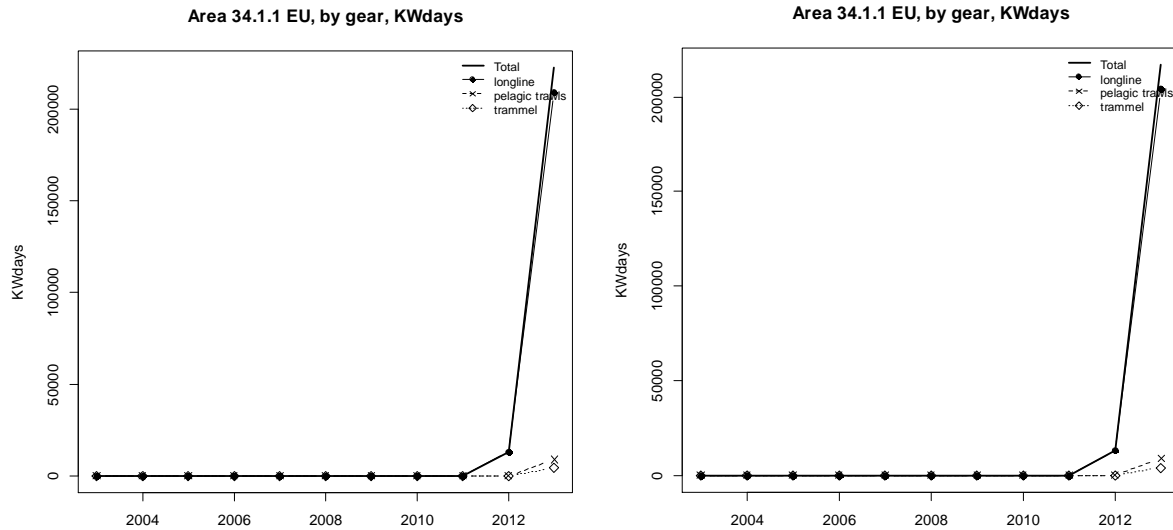 Area 34.1.1 EU, by gear, KWdays
KWdays
200000
150000
100000
50000
0
2004 2006 2008 2010 2012
Total
longline
pelagic trawls
trammel
Area 34.1.1 EU, by gear, KWdays
KWdays
200000
150000
100000
50000
0
2004 2006 2008 2010 2012
Total
longline
pelagic trawls
trammel